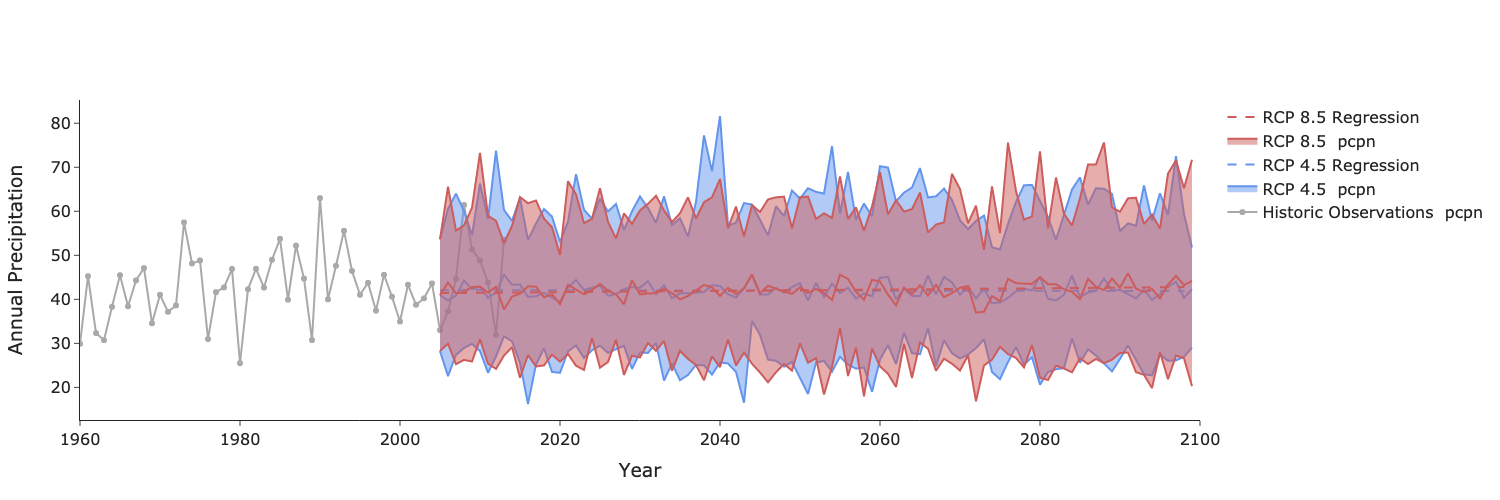 Annual Precipitation
80
70
60
50
40
30
20
1960
1980
2000
2020
2040
2060
2080
2100
Year
RCP 8.5 Regression
RCP 8.5  pcpn
RCP 4.5 Regression
RCP 4.5  pcpn
Historic Observations  pcpn